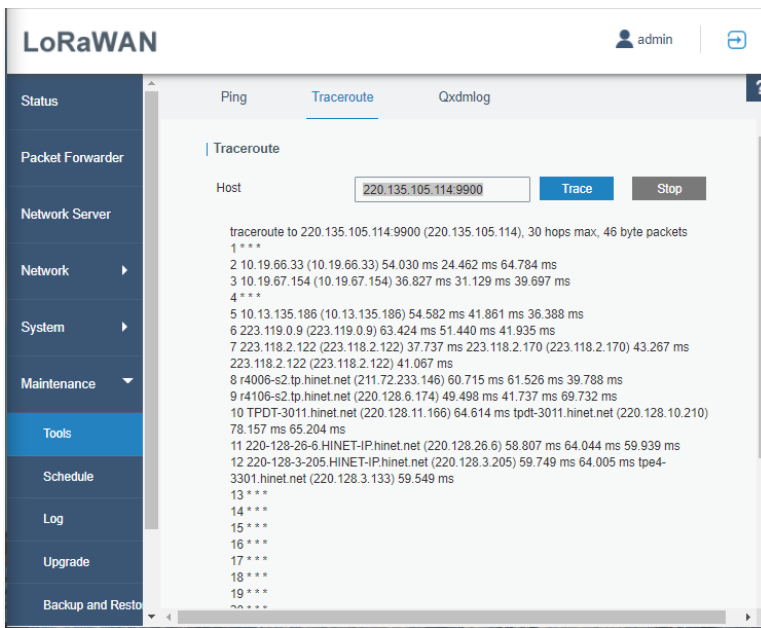 LoRaWAN
admin
Status
Packet Forwarder
Network Server
Network
System
Maintenance
Tools
Schedule
Log
Upgrade
Backup and Resto
Ping Traceroute Qxdmlog
?
Traceroute
Host 220.135.105.114:9900 Trace Stop
traceroute to 220.135.105.114:9900 (220.135.105.114), 30 hops max, 46 byte packets
1 * * *
2 10.19.66.33 (10.19.66.33) 54.030 ms 24.462 ms 64.784 ms
3 10.19.67.154 (10.19.67.154) 36.827 ms 31.129 ms 39.697 ms
4 * * *
5 10.13.135.186 (10.13.135.186) 54.582 ms 41.861 ms 36.388 ms
6 223.119.0.9 (223.119.0.9) 63.424 ms 51.440 ms 41.935 ms
7 223.118.2.122 (223.118.2.122) 37.737 ms 223.118.2.170 (223.118.2.170) 43.267 ms
223.118.2.122 (223.118.2.122) 41.067 ms
8 r4006-s2.tp.hinet.net (211.72.233.146) 60.715 ms 61.526 ms 39.788 ms
9 r4106-s2.tp.hinet.net (220.128.6.174) 49.498 ms 41.737 ms 69.732 ms
10 TPDT-3011.hinet.net (220.128.11.166) 64.614 ms tpdt-3011.hinet.net (220.128.10.210)
78.157 ms 65.204 ms
11 220-128-26-6.HINET-IP.hinet.net (220.128.26.6) 58.807 ms 64.044 ms 59.939 ms
12 220-128-3-205.HINET-IP.hinet.net (220.128.3.205) 59.749 ms 64.005 ms tpe4-
3301.hinet.net (220.128.3.133) 59.549 ms
13 * * *
14 * * *
15 * * *
16 * * *
17 * * *
18 * * *
19 * * *